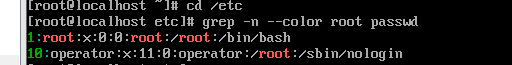 [root@localhost ~]# cd /etc
[root@localhost etc]# grep -n --color root passwd
1:root:x:0:0:root:/root:/bin/bash
10:operator:x:11:0:operator:/root:/sbin/nologin